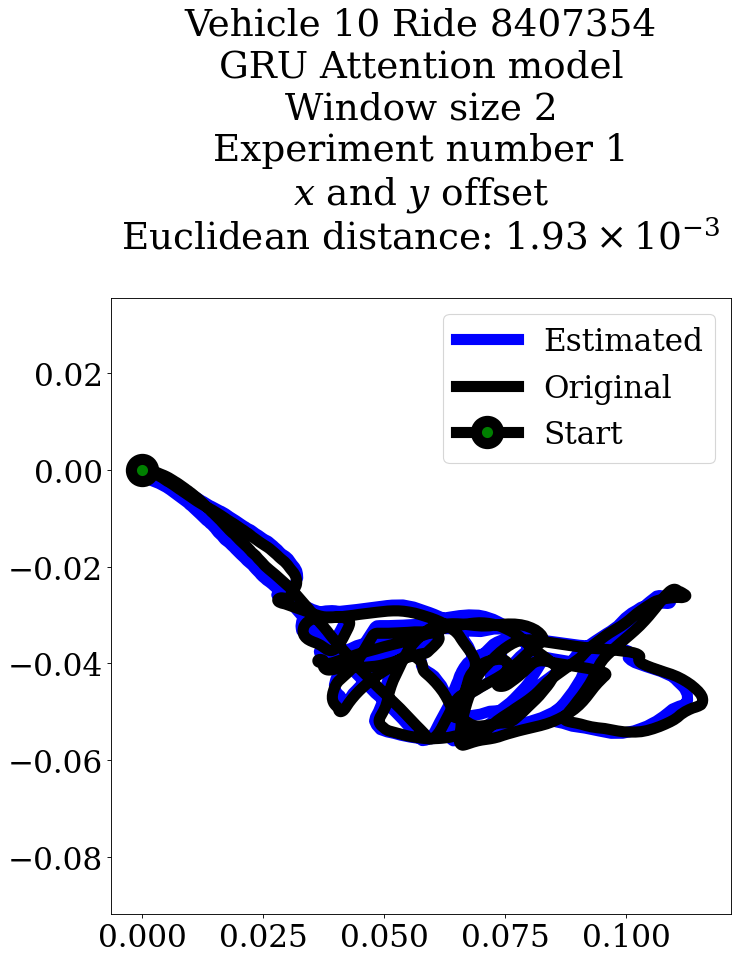 Vehicle 10 Ride 8407354
GRU Attention model
Window size 2
Experiment number 1
x and y offset
Euclidean distance: 1.93 × 10⁻³
Estimated
Original
Start
0.02
0.00
−0.02
−0.04
−0.06
−0.08
0.000 0.025 0.050 0.075 0.100